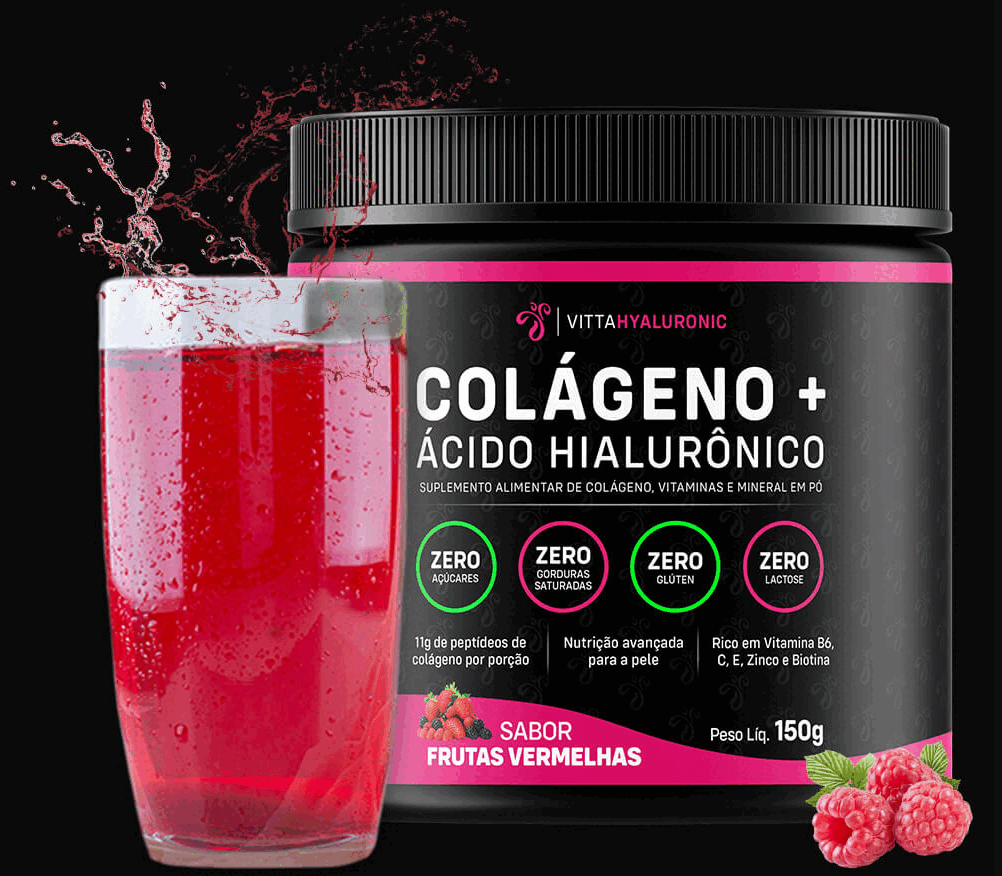 VITTAHYALURONIC
COLÁGENO +
ÁCIDO HIALURÔNICO
SUPLEMENTO ALIMENTAR DE COLÁGENO, VITAMINAS E MINERAL EM PÓ
ZERO
AÇÚCARES
ZERO
GORDURAS
SATURADAS
ZERO
GLÚTEN
ZERO
LACTOSE
11g de peptídeos de
colágeno por porção
Nutrição avançada
para a pele
Rico em Vitamina B6,
C, E, Zinco e Biotina
SABOR
FRUTAS VERMELHAS
Peso Líq. 150g